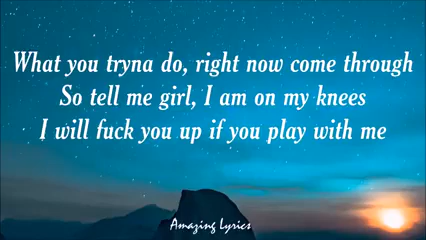 What you tryna do, right now come through
So tell me girl, I am on my knees
I will fuck you up if you play with me
Amazing Lyrics